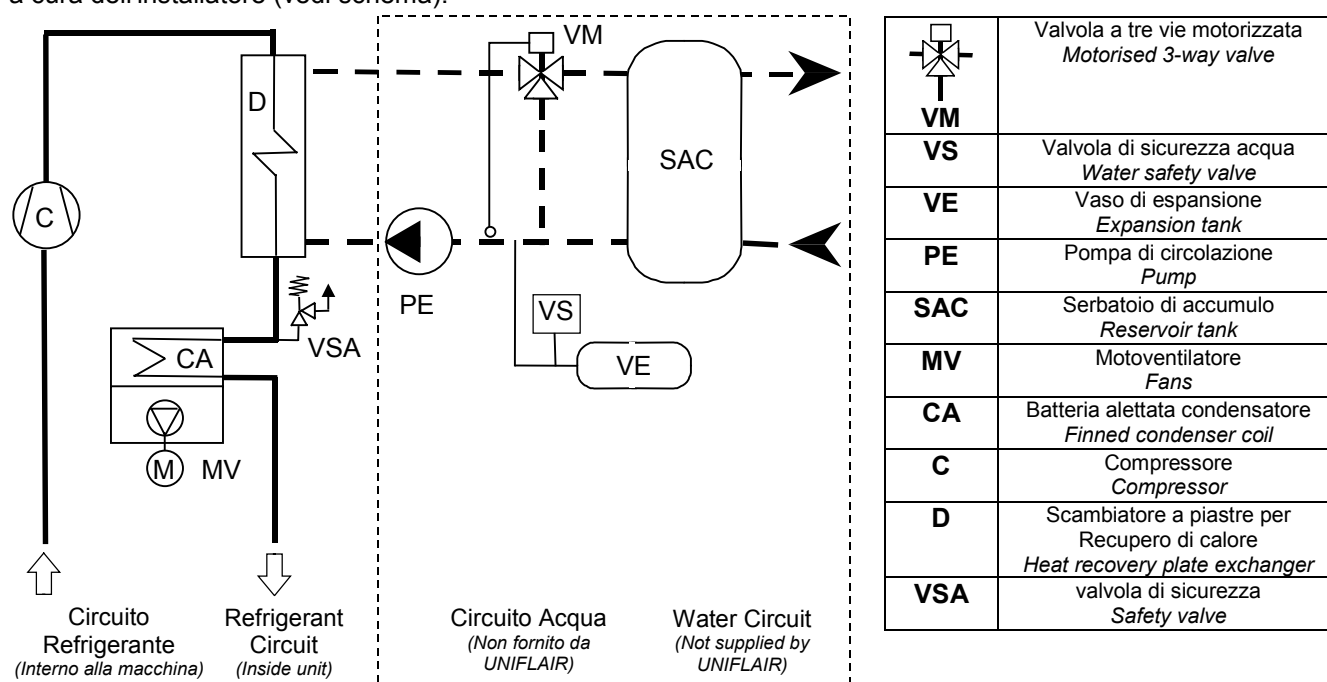 a cura dell'installatore (vedi schema).
VM
D
SAC
C
PE
VS
VSA
CA
VE
M
MV
Circuito
Refrigerante
(Interno alla macchina)
Refrigerant
Circuit
(Inside unit)
Circuito Acqua
(Non fornito da
UNIFLAIR)
Water Circuit
(Not supplied by
UNIFLAIR)
VM
Valvola a tre vie motorizzata
Motorised 3-way valve
VS
Valvola di sicurezza acqua
Water safety valve
VE
Vaso di espansione
Expansion tank
PE
Pompa di circolazione
Pump
SAC
Serbatoio di accumulo
Reservoir tank
MV
Motoventilatore
Fans
CA
Batteria alettata condensatore
Finned condenser coil
C
Compressore
Compressor
D
Scambiatore a piastre per
Recupero di calore
Heat recovery plate exchanger
VSA
valvola di sicurezza
Safety valve